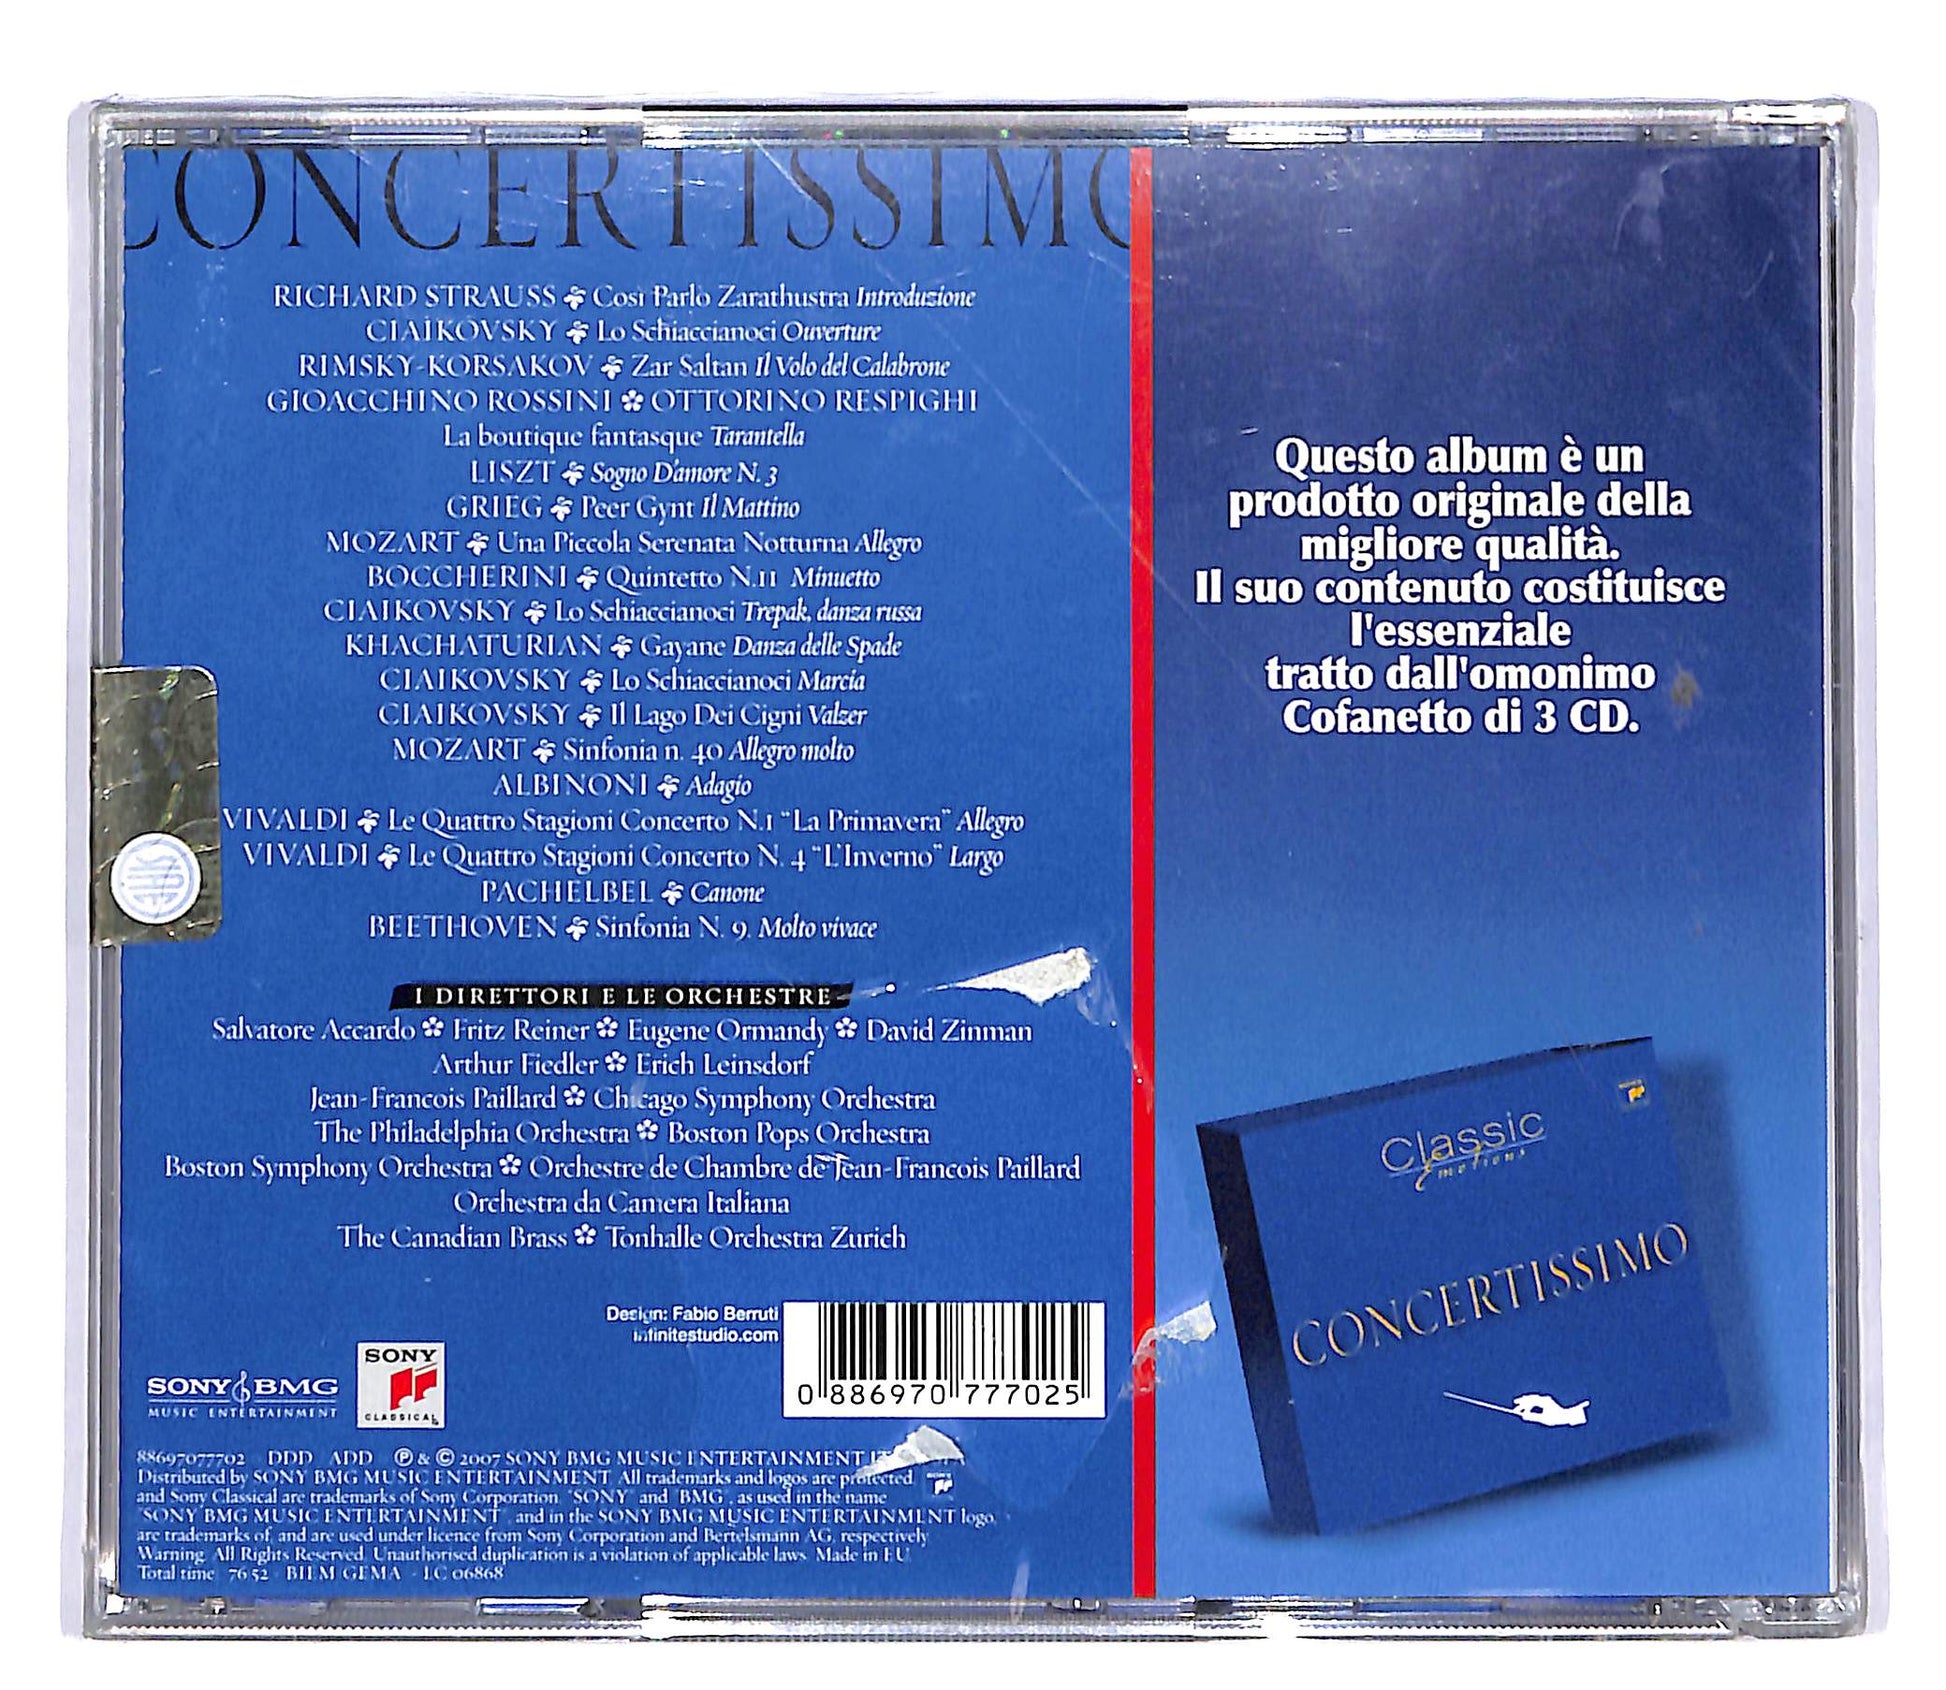 CONCERTISSIMO
RICHARD STRAUSS Così Parlò Zarathustra Introduzione
CIAIKOVSKY Lo Schiaccianoci Ouverture
RIMSKY-KORSAKOV Zar Saltan Il Volo del Calabrone
GIOACCHINO ROSSINI OTTORINO RESPIGHI
La boutique fantasque Tarantella
LISZT Sogno D'amore N. 3
GRIEG Peer Gynt Il Mattino
MOZART Una Piccola Serenata Notturna Allegro
BOCCHERINI Quintetto N.11 Minuetto
CIAIKOVSKY Lo Schiaccianoci Trepak, danza russa
KHACHATURIAN Gayane Danza delle Spade
CIAIKOVSKY Lo Schiaccianoci Marcia
CIAIKOVSKY Il Lago Dei Cigni Valzer
MOZART Sinfonia n. 40 Allegro molto
ALBINONI Adagio
VIVALDI Le Quattro Stagioni Concerto N.1 "La Primavera" Allegro
VIVALDI Le Quattro Stagioni Concerto N. 4 "L'Inverno" Largo
PACHELBEL Canone
BEETHOVEN Sinfonia N. 9. Molto vivace
I DIRETTORI E LE ORCHESTRE
Salvatore Accardo Fritz Reiner Eugene Ormandy David Zinman
Arthur Fiedler Erich Leinsdorf
Jean-Francois Paillard Chicago Symphony Orchestra
The Philadelphia Orchestra Boston Pops Orchestra
Boston Symphony Orchestra Orchestre de Chambre de Jean-Francois Paillard
Orchestra da Camera Italiana
The Canadian Brass Tonhalle Orchestra Zurich
Design: Fabio Berruti
infinitestudio.com
0 886970 777025
SONY BMG
MUSIC ENTERTAINMENT
SONY
CLASSICAL
88697077702 DDD ADD ℗ & © 2007 SONY BMG MUSIC ENTERTAINMENT
Distributed by SONY BMG MUSIC ENTERTAINMENT. All trademarks and logos are protected
and Sony Classical are trademarks of Sony Corporation. "SONY" and "BMG", as used in the name
"SONY BMG MUSIC ENTERTAINMENT", and in the SONY BMG MUSIC ENTERTAINMENT logo,
are trademarks of, and are used under licence from Sony Corporation and Bertelsmann AG, respectively
Warning. All Rights Reserved. Unauthorised duplication is a violation of applicable laws. Made in EU
Total time 76 52 - BIEM GEMA - LC 06868
Questo album è un
prodotto originale della
migliore qualità.
Il suo contenuto costituisce
l'essenziale
tratto dall'omonimo
Cofanetto di 3 CD.
Classic
emotions
CONCERTISSIMO
SIAE